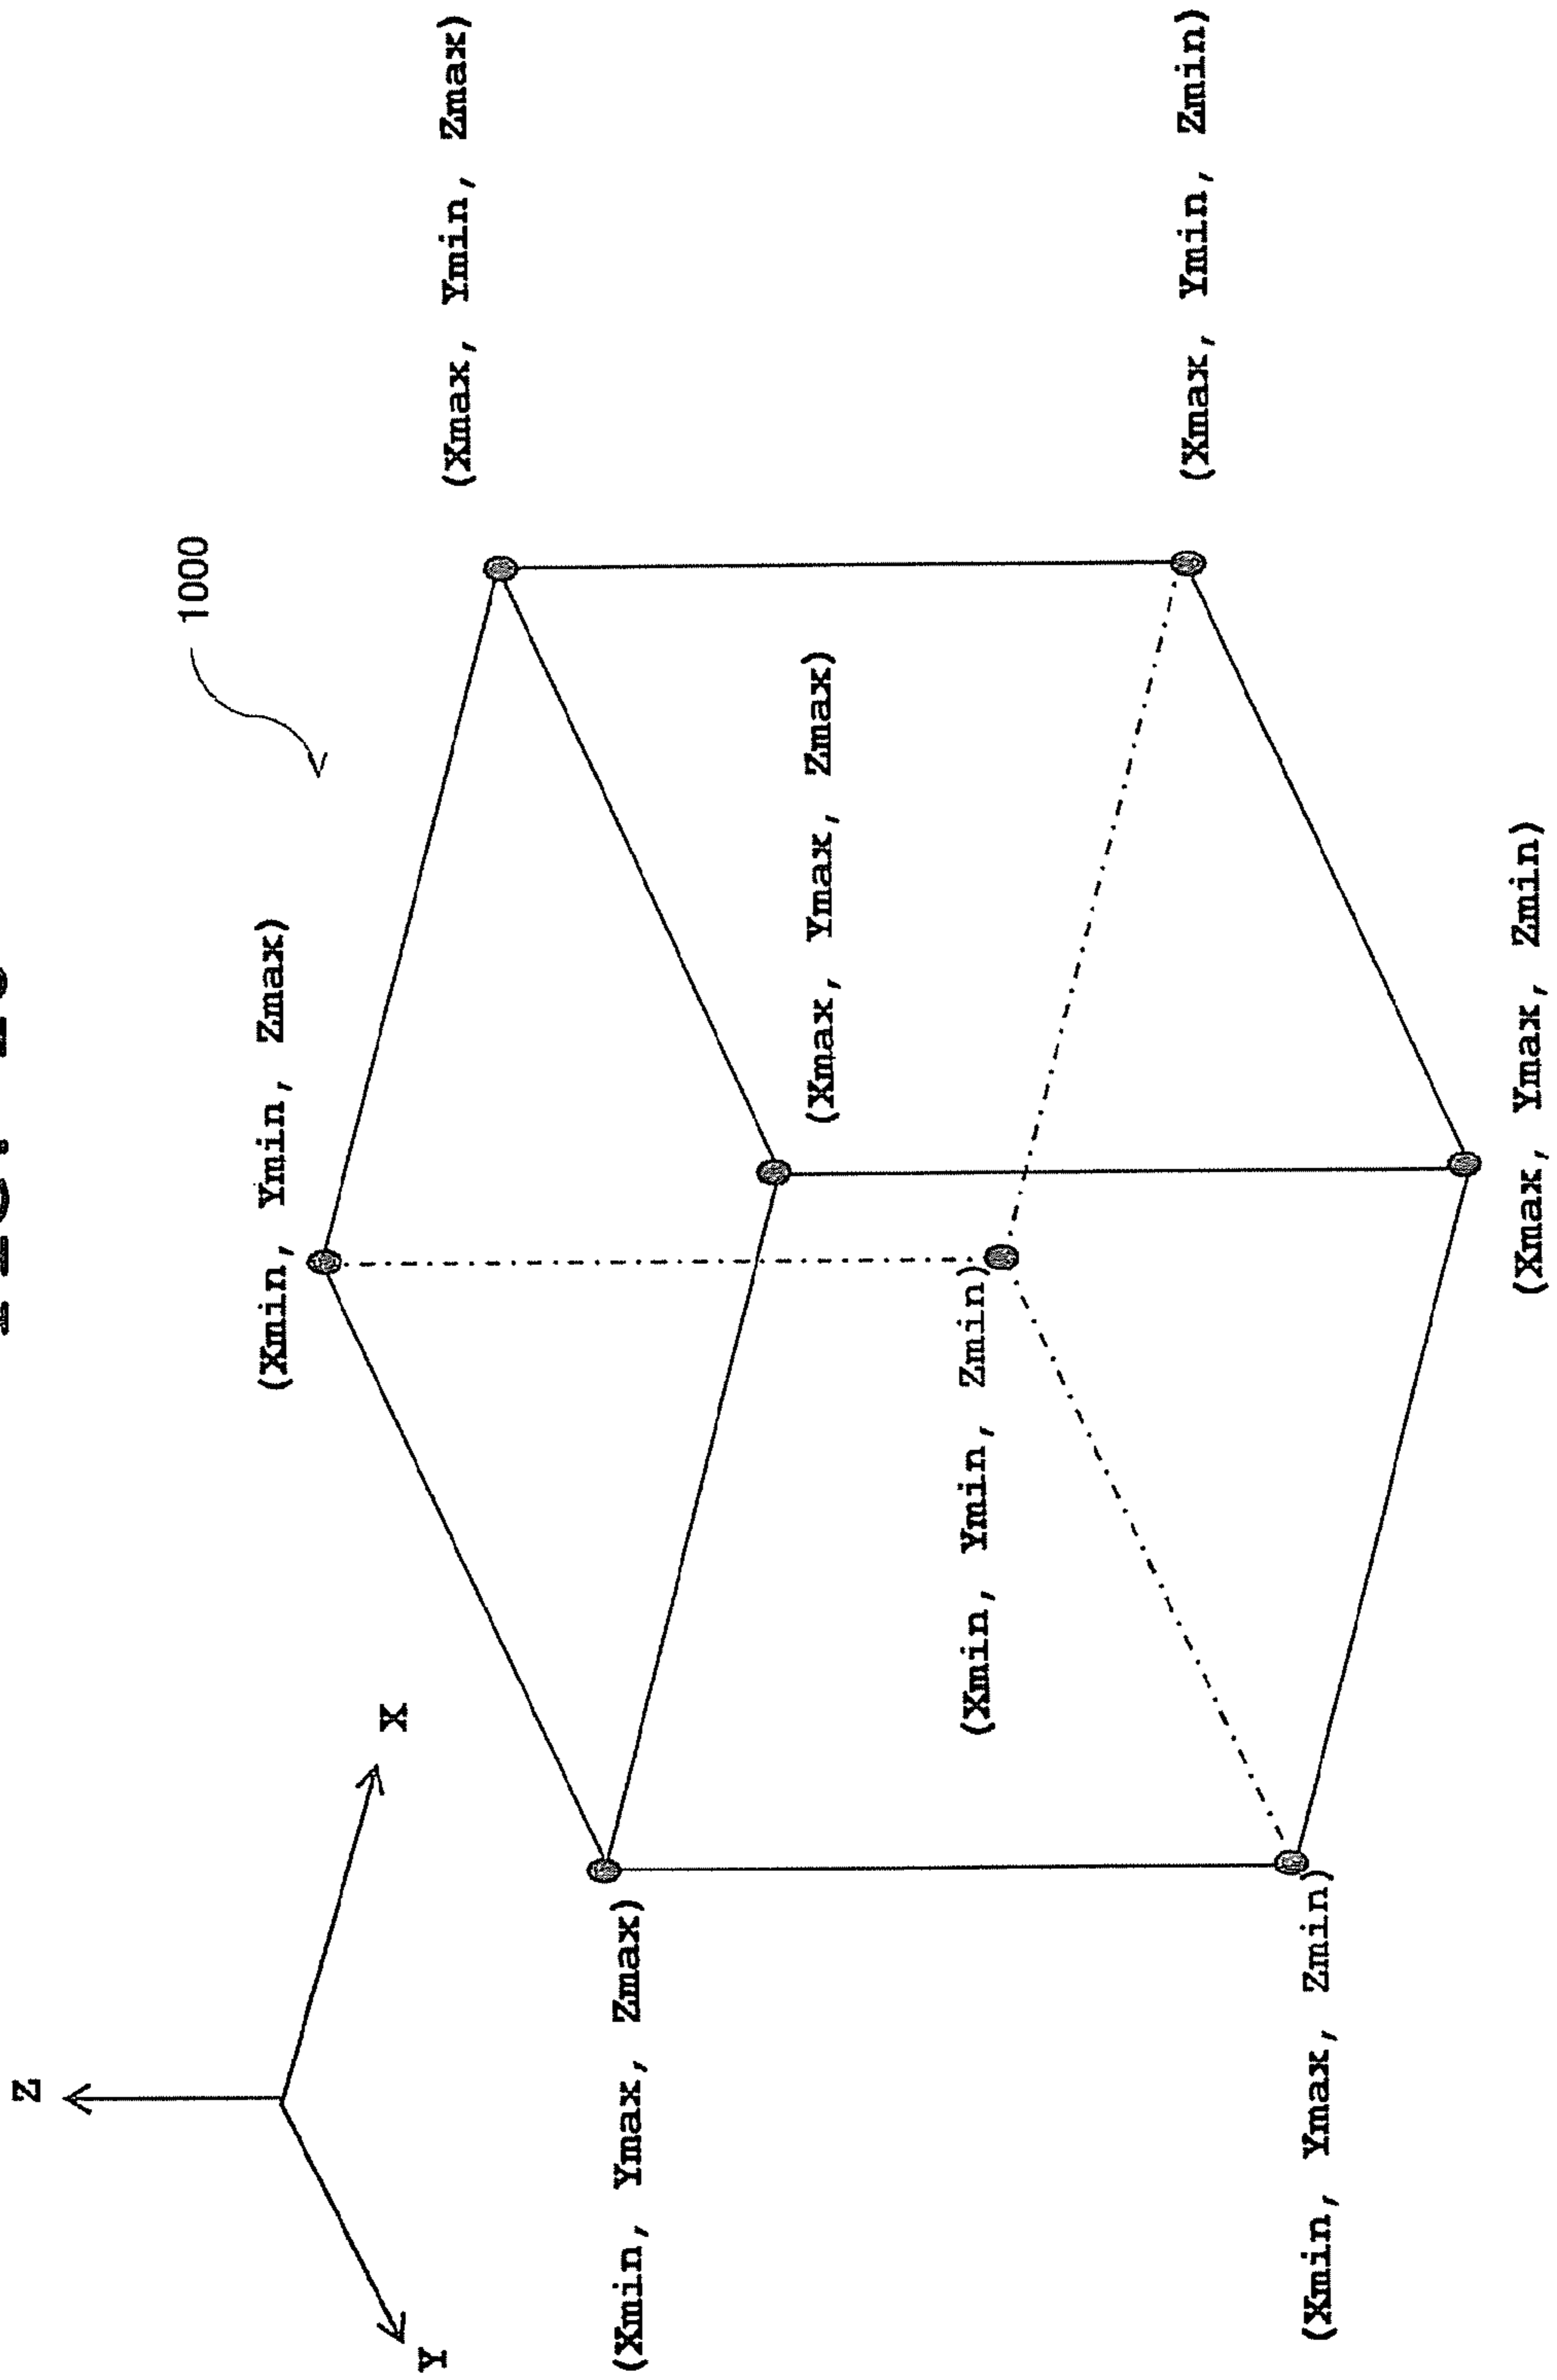 1000
(Xmin, Ymin, Zmax)
(Xmax, Ymin, Zmax)
Z
X
Y
(Xmin, Ymax, Zmax)
(Xmax, Ymax, Zmax)
(Xmin, Ymin, Zmin)
(Xmax, Ymin, Zmin)
(Xmin, Ymax, Zmin)
(Xmax, Ymax, Zmin)